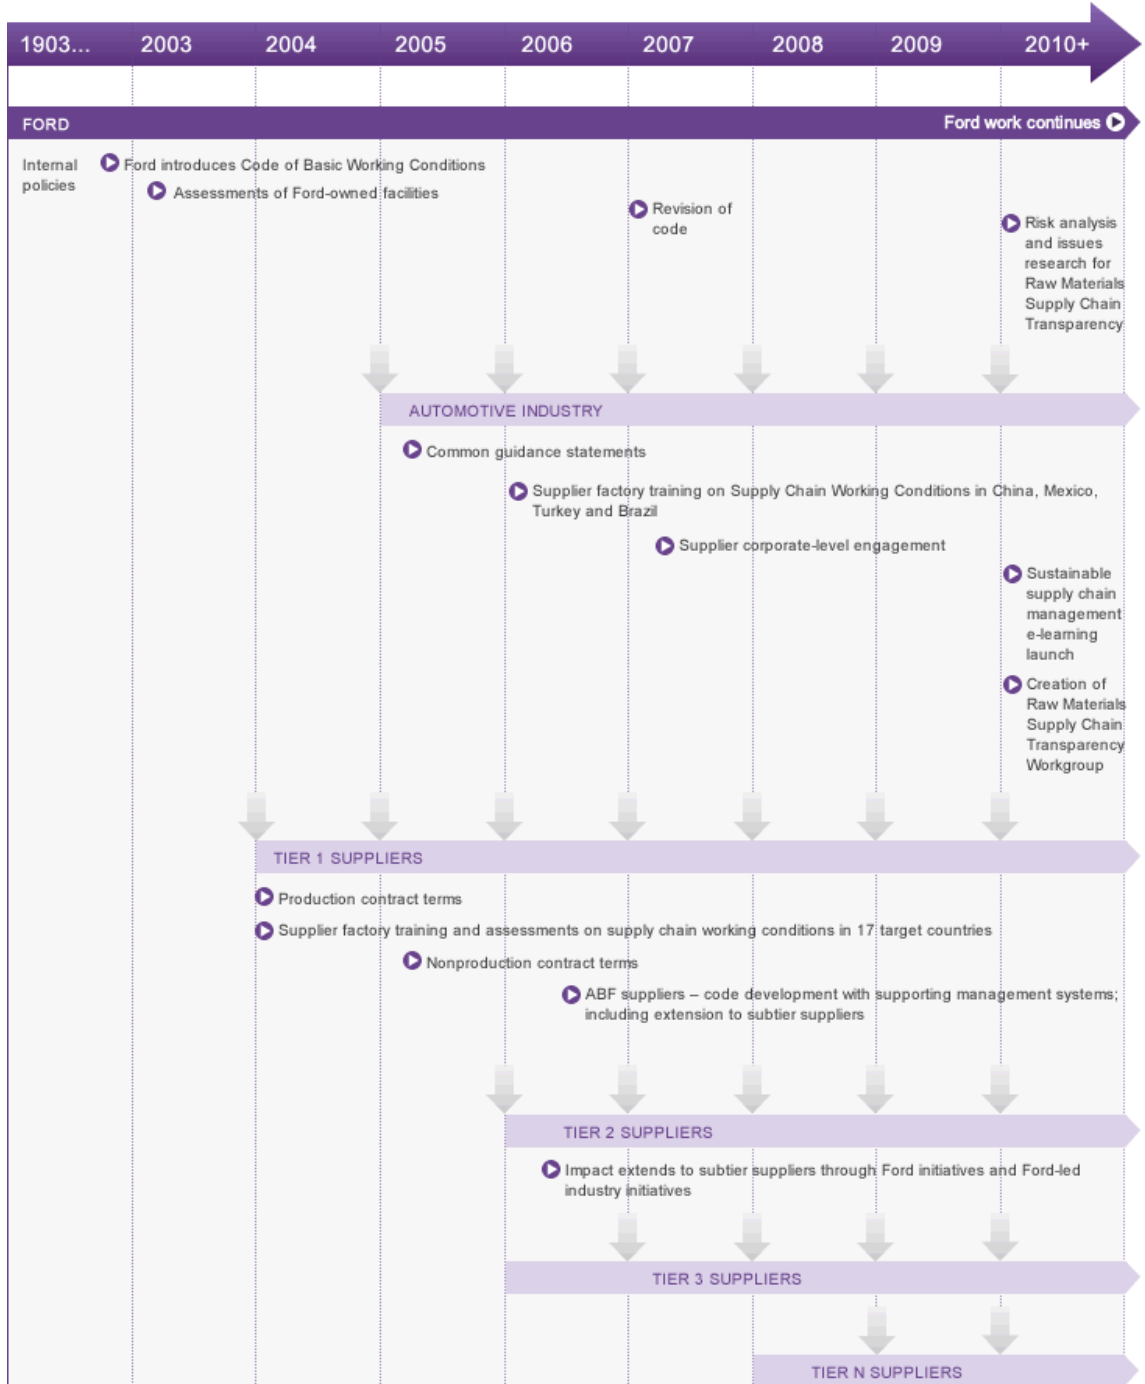 1903... 2003 2004 2005 2006 2007 2008 2009 2010+
FORD
Ford work continues
Internal
policies
Ford introduces Code of Basic Working Conditions
Assessments of Ford-owned facilities
Revision of
code
Risk analysis
and issues
research for
Raw Materials
Supply Chain
Transparency
AUTOMOTIVE INDUSTRY
Common guidance statements
Supplier factory training on Supply Chain Working Conditions in China, Mexico,
Turkey and Brazil
Supplier corporate-level engagement
Sustainable
supply chain
management
e-learning
launch
Creation of
Raw Materials
Supply Chain
Transparency
Workgroup
TIER 1 SUPPLIERS
Production contract terms
Supplier factory training and assessments on supply chain working conditions in 17 target countries
Nonproduction contract terms
ABF suppliers – code development with supporting management systems;
including extension to subtier suppliers
TIER 2 SUPPLIERS
Impact extends to subtier suppliers through Ford initiatives and Ford-led
industry initiatives
TIER 3 SUPPLIERS
TIER N SUPPLIERS